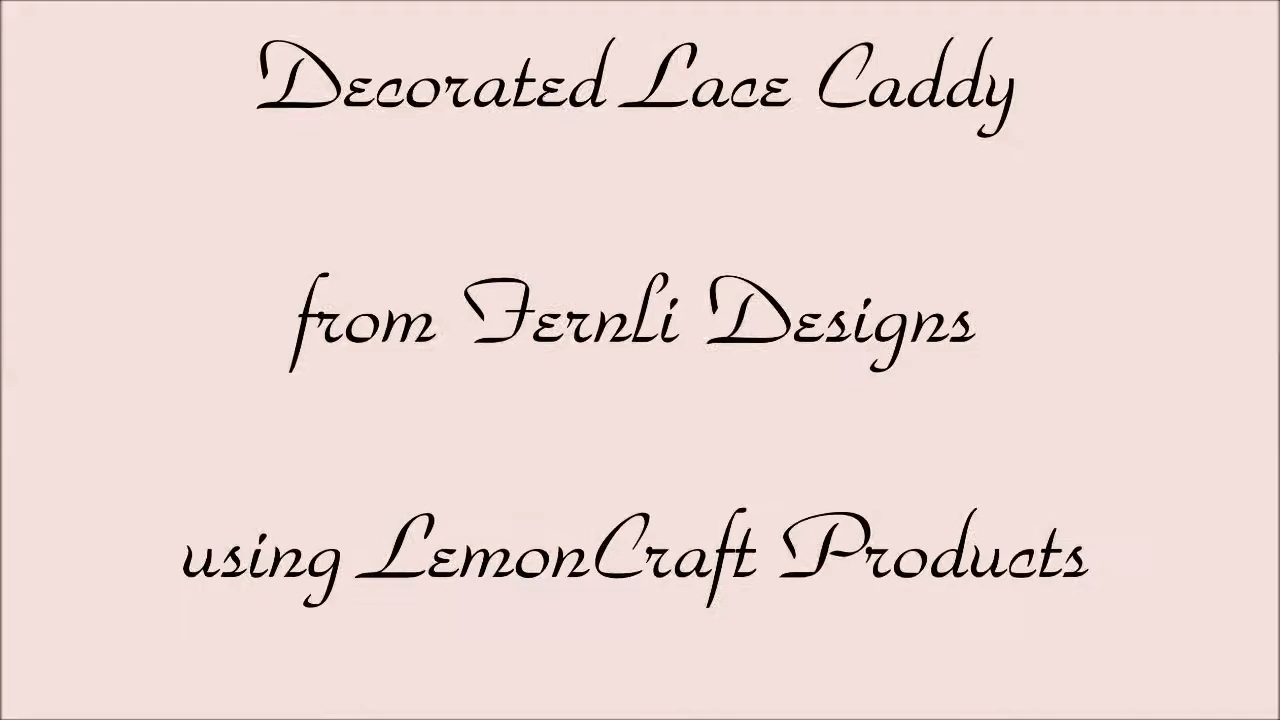 Decorated Lace Caddy
from Fernli Designs
using LemonCraft Products